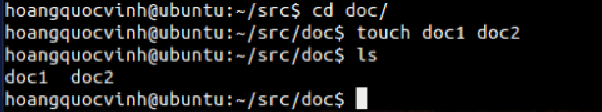 hoangquocvinh@ubuntu:~/src$ cd doc/
hoangquocvinh@ubuntu:~/src/doc$ touch doc1 doc2
hoangquocvinh@ubuntu:~/src/doc$ ls
doc1  doc2
hoangquocvinh@ubuntu:~/src/doc$